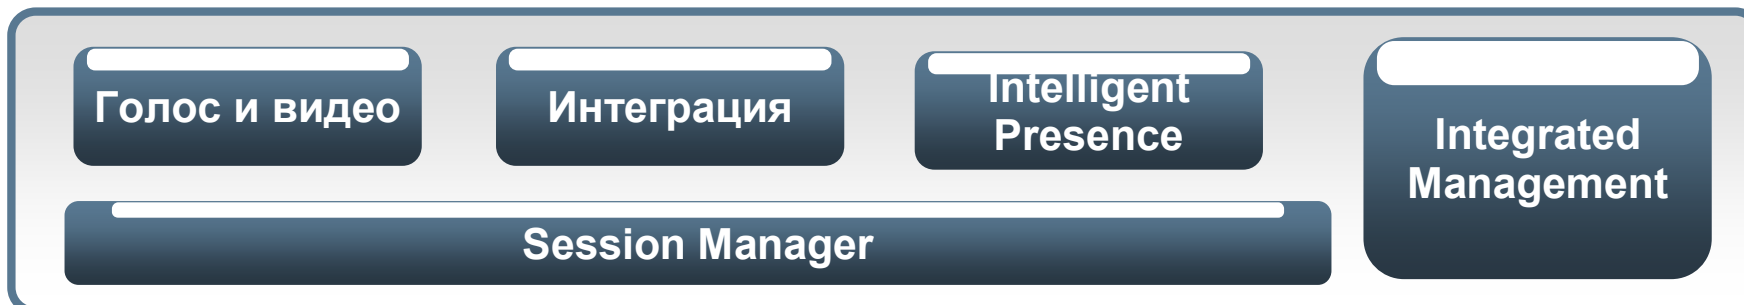 Голос и видео
Интеграция
Intelligent
Presence
Integrated
Management
Session Manager